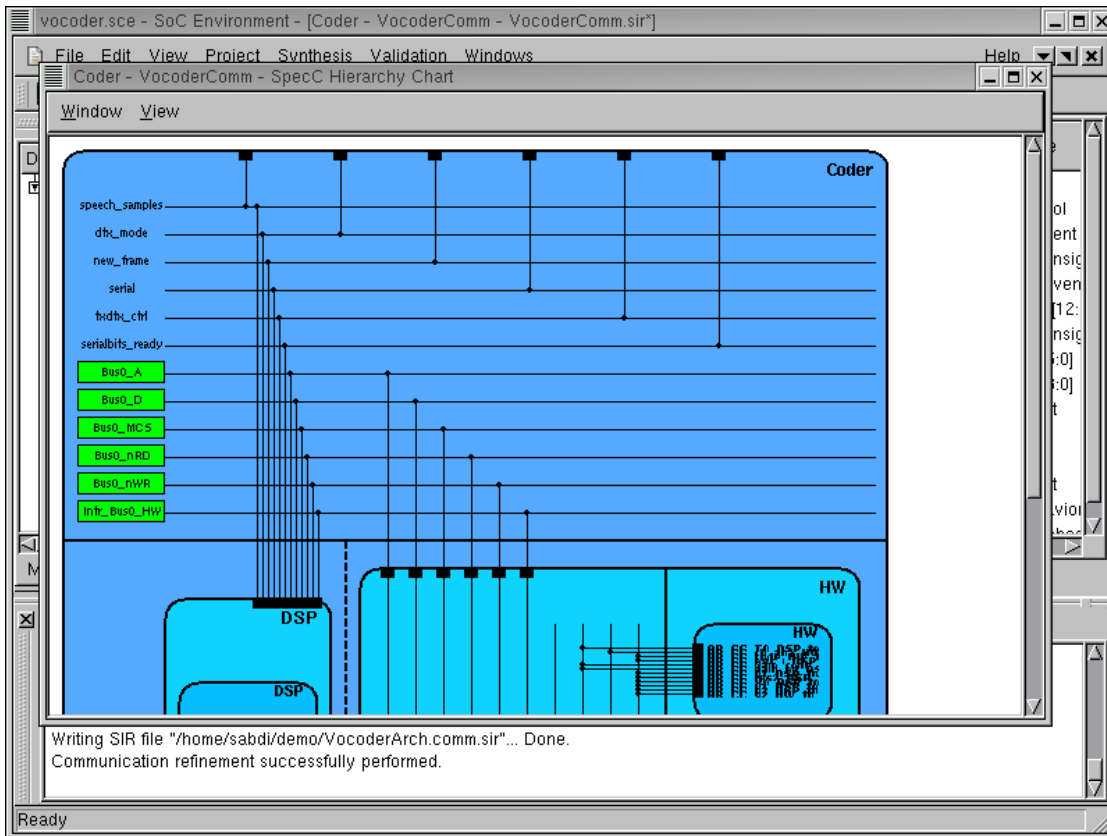 vocoder.sce - SoC Environment - [Coder - VocoderComm - VocoderComm.sir*]
File Edit View Project Synthesis Validation Windows Help
Coder - VocoderComm - SpecC Hierarchy Chart
Window View
Coder
speech_samples
dtx_mode
new_frame
serial
txdtx_ctrl
serialbits_ready
Bus0_A
Bus0_D
Bus0_MCS
Bus0_nRD
Bus0_nWR
Intr_Bus0_HW
HW
DSP
HW
DSP
Writing SIR file "/home/sabdi/demo/VocoderArch.comm.sir"... Done.
Communication refinement successfully performed.
Ready